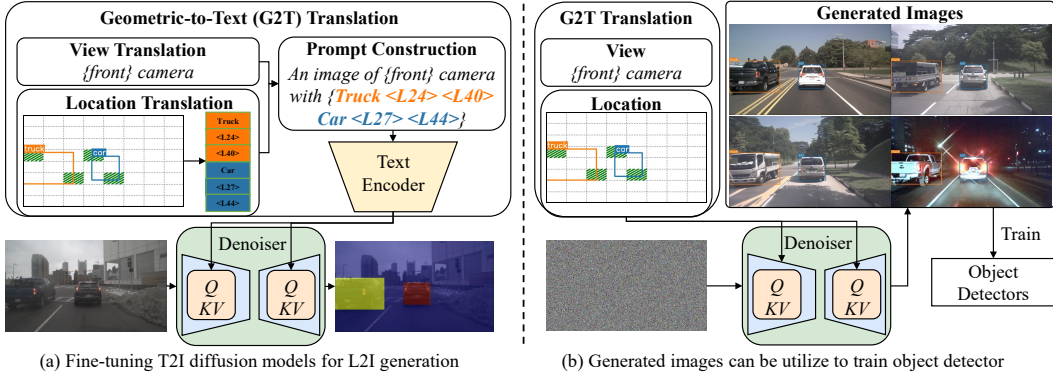 Geometric-to-Text (G2T) Translation
View Translation
{front} camera
Location Translation
truck
car
Truck
<L24>
<L40>
Car
<L27>
<L44>
Prompt Construction
An image of {front} camera
with {Truck <L24> <L40>
Car <L27> <L44>}
Text
Encoder
Denoiser
Q
KV
Q
KV
(a) Fine-tuning T2I diffusion models for L2I generation
G2T Translation
View
{front} camera
Location
truck
car
Generated Images
Denoiser
Q
KV
Q
KV
Train
Object
Detectors
(b) Generated images can be utilize to train object detector